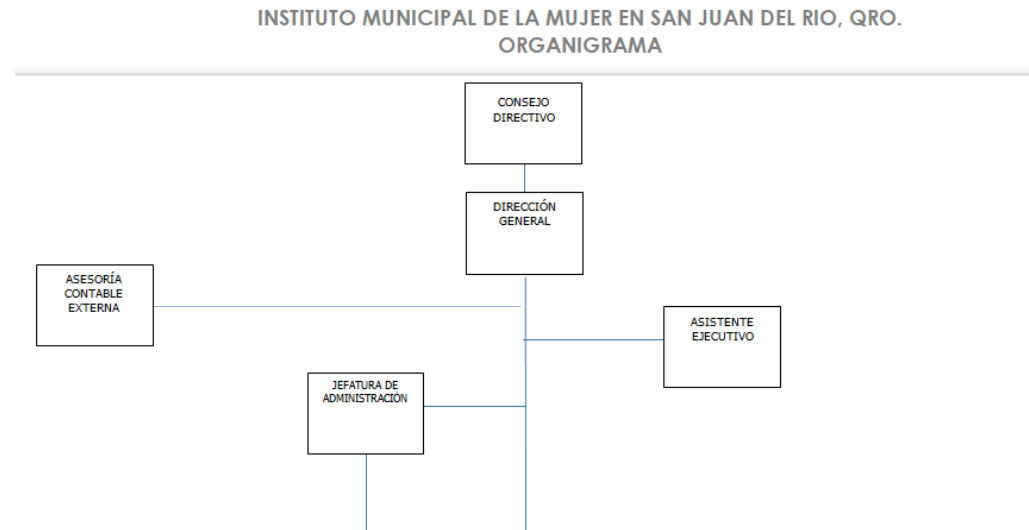 INSTITUTO MUNICIPAL DE LA MUJER EN SAN JUAN DEL RIO, QRO.
ORGANIGRAMA
CONSEJO
DIRECTIVO
DIRECCIÓN
GENERAL
ASESORÍA
CONTABLE
EXTERNA
ASISTENTE
EJECUTIVO
JEFATURA DE
ADMINISTRACIÓN